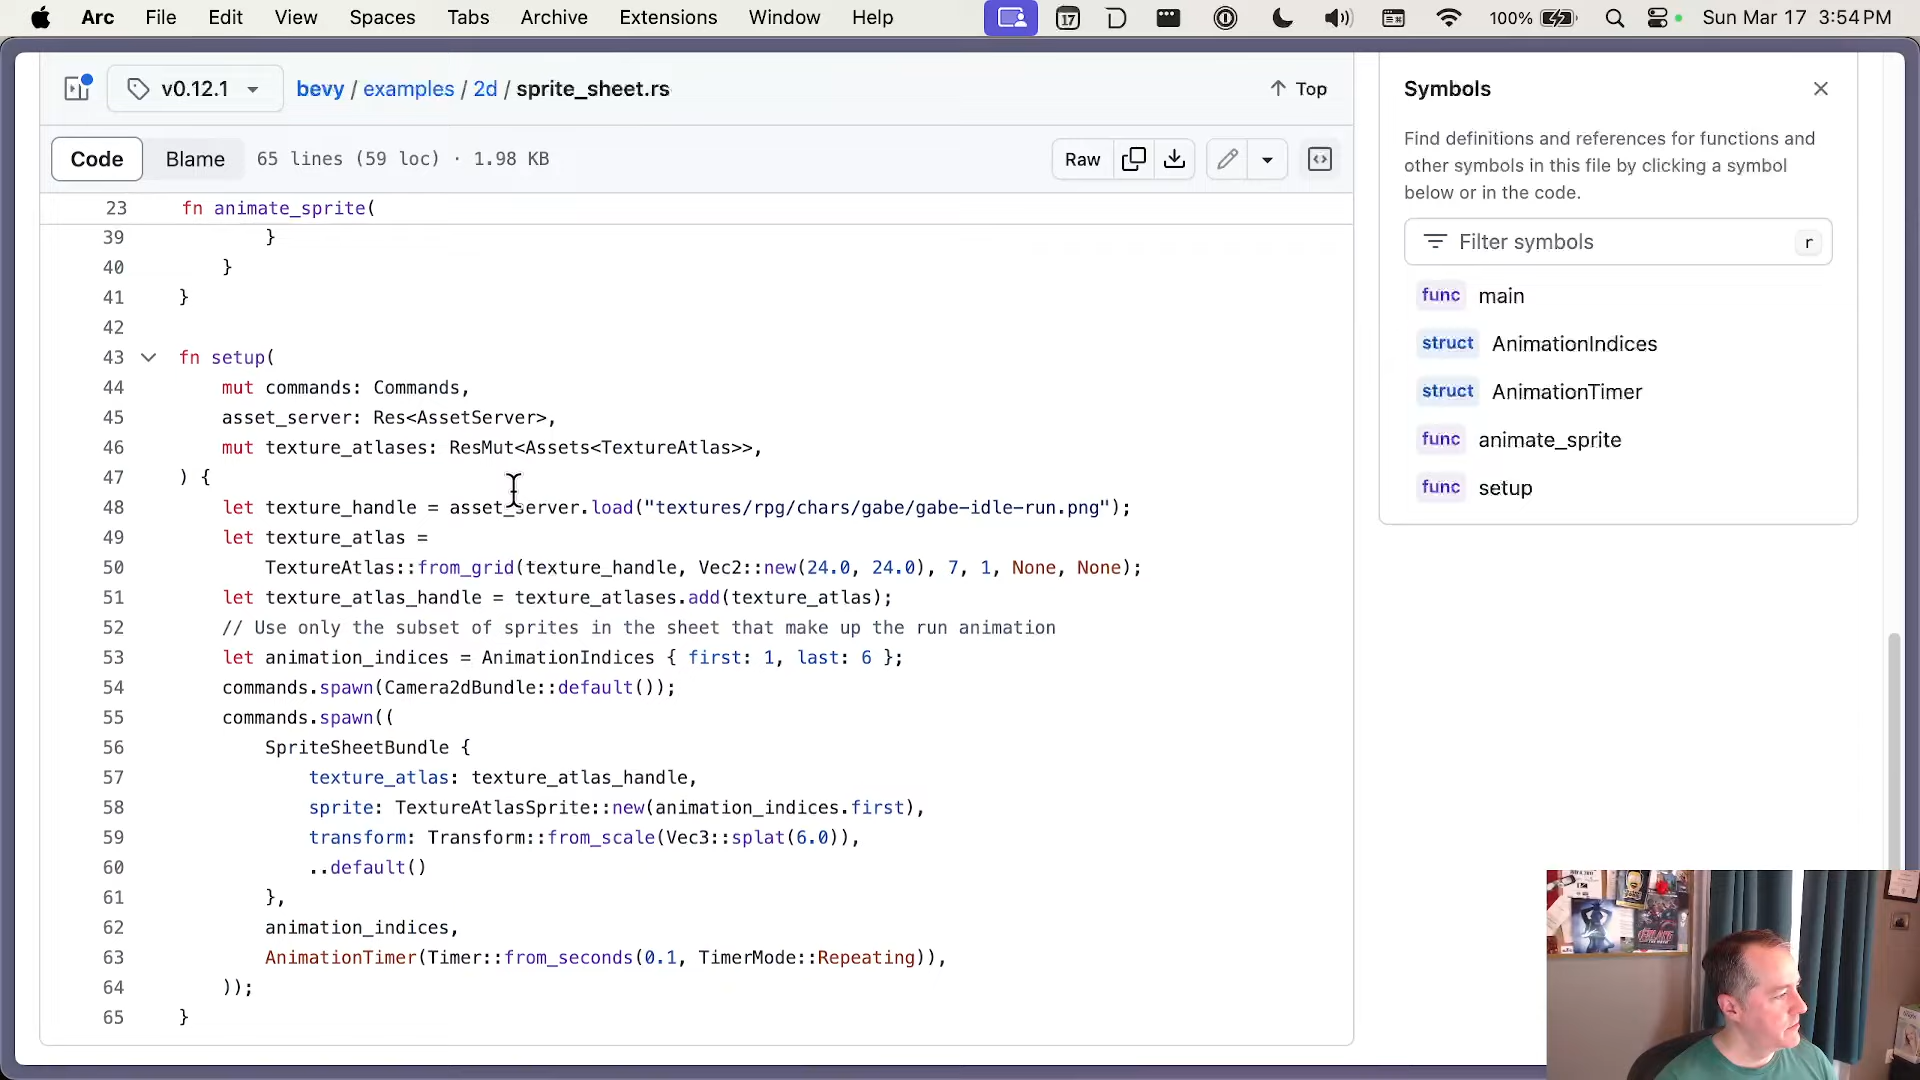 Arc File Edit View Spaces Tabs Archive Extensions Window Help 17 100% Sun Mar 17 3:54 PM
v0.12.1 bevy / examples / 2d / sprite_sheet.rs Top
Code Blame 65 lines (59 loc) · 1.98 KB Raw
23 fn animate_sprite(
39 }
40 }
41 }
42
43 fn setup(
44 mut commands: Commands,
45 asset_server: Res<AssetServer>,
46 mut texture_atlases: ResMut<Assets<TextureAtlas>>,
47 ) {
48 let texture_handle = asset_server.load("textures/rpg/chars/gabe/gabe-idle-run.png");
49 let texture_atlas =
50 TextureAtlas::from_grid(texture_handle, Vec2::new(24.0, 24.0), 7, 1, None, None);
51 let texture_atlas_handle = texture_atlases.add(texture_atlas);
52 // Use only the subset of sprites in the sheet that make up the run animation
53 let animation_indices = AnimationIndices { first: 1, last: 6 };
54 commands.spawn(Camera2dBundle::default());
55 commands.spawn((
56 SpriteSheetBundle {
57 texture_atlas: texture_atlas_handle,
58 sprite: TextureAtlasSprite::new(animation_indices.first),
59 transform: Transform::from_scale(Vec3::splat(6.0)),
60 ..default()
61 },
62 animation_indices,
63 AnimationTimer(Timer::from_seconds(0.1, TimerMode::Repeating)),
64 ));
65 }
Symbols
Find definitions and references for functions and
other symbols in this file by clicking a symbol
below or in the code.
Filter symbols r
func main
struct AnimationIndices
struct AnimationTimer
func animate_sprite
func setup